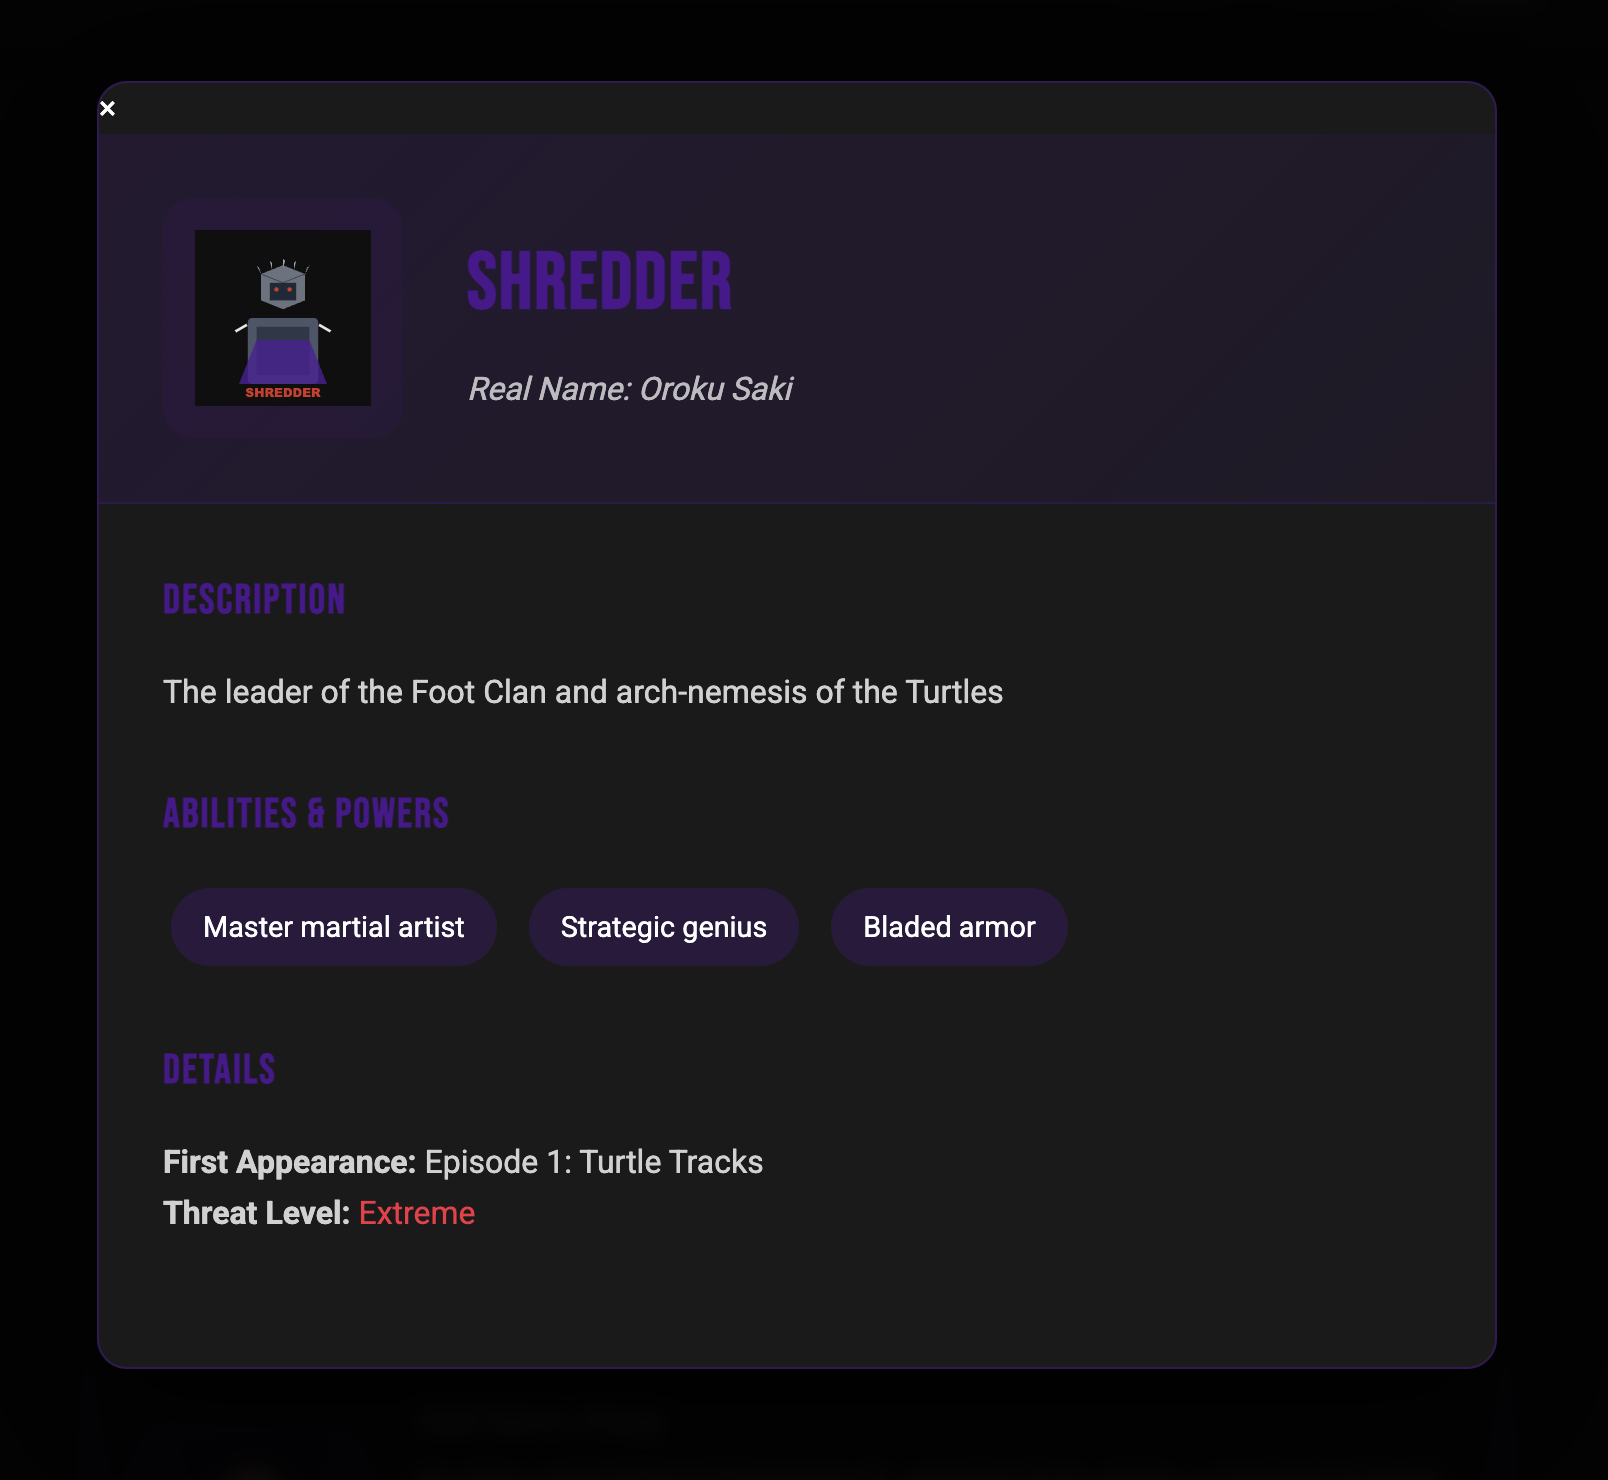 ×
SHREDDER
SHREDDER
Real Name: Oroku Saki
DESCRIPTION
The leader of the Foot Clan and arch-nemesis of the Turtles
ABILITIES & POWERS
Master martial artist
Strategic genius
Bladed armor
DETAILS
First Appearance: Episode 1: Turtle Tracks
Threat Level: Extreme